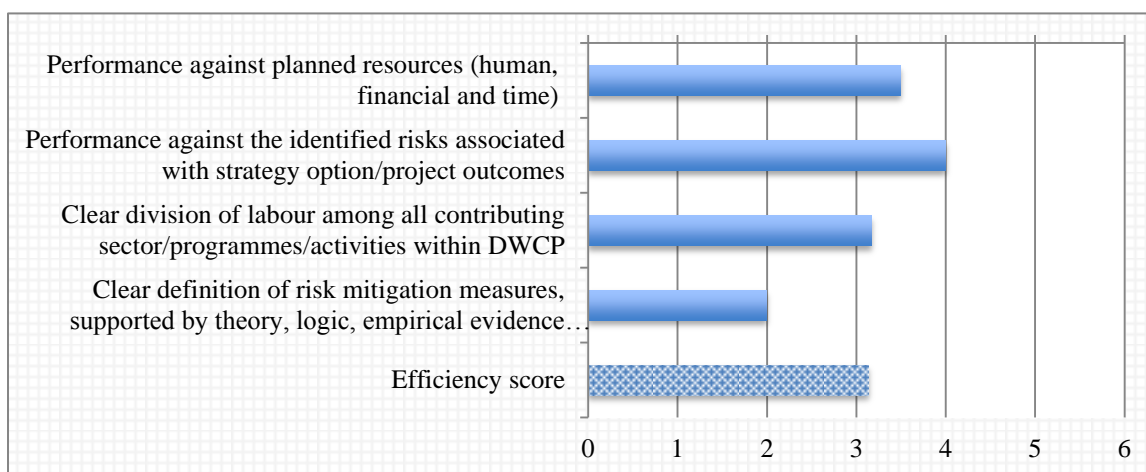 Performance against planned resources (human,
financial and time)
Performance against the identified risks associated
with strategy option/project outcomes
Clear division of labour among all contributing
sector/programmes/activities within DWCP
Clear definition of risk mitigation measures,
supported by theory, logic, empirical evidence…
Efficiency score
0 1 2 3 4 5 6